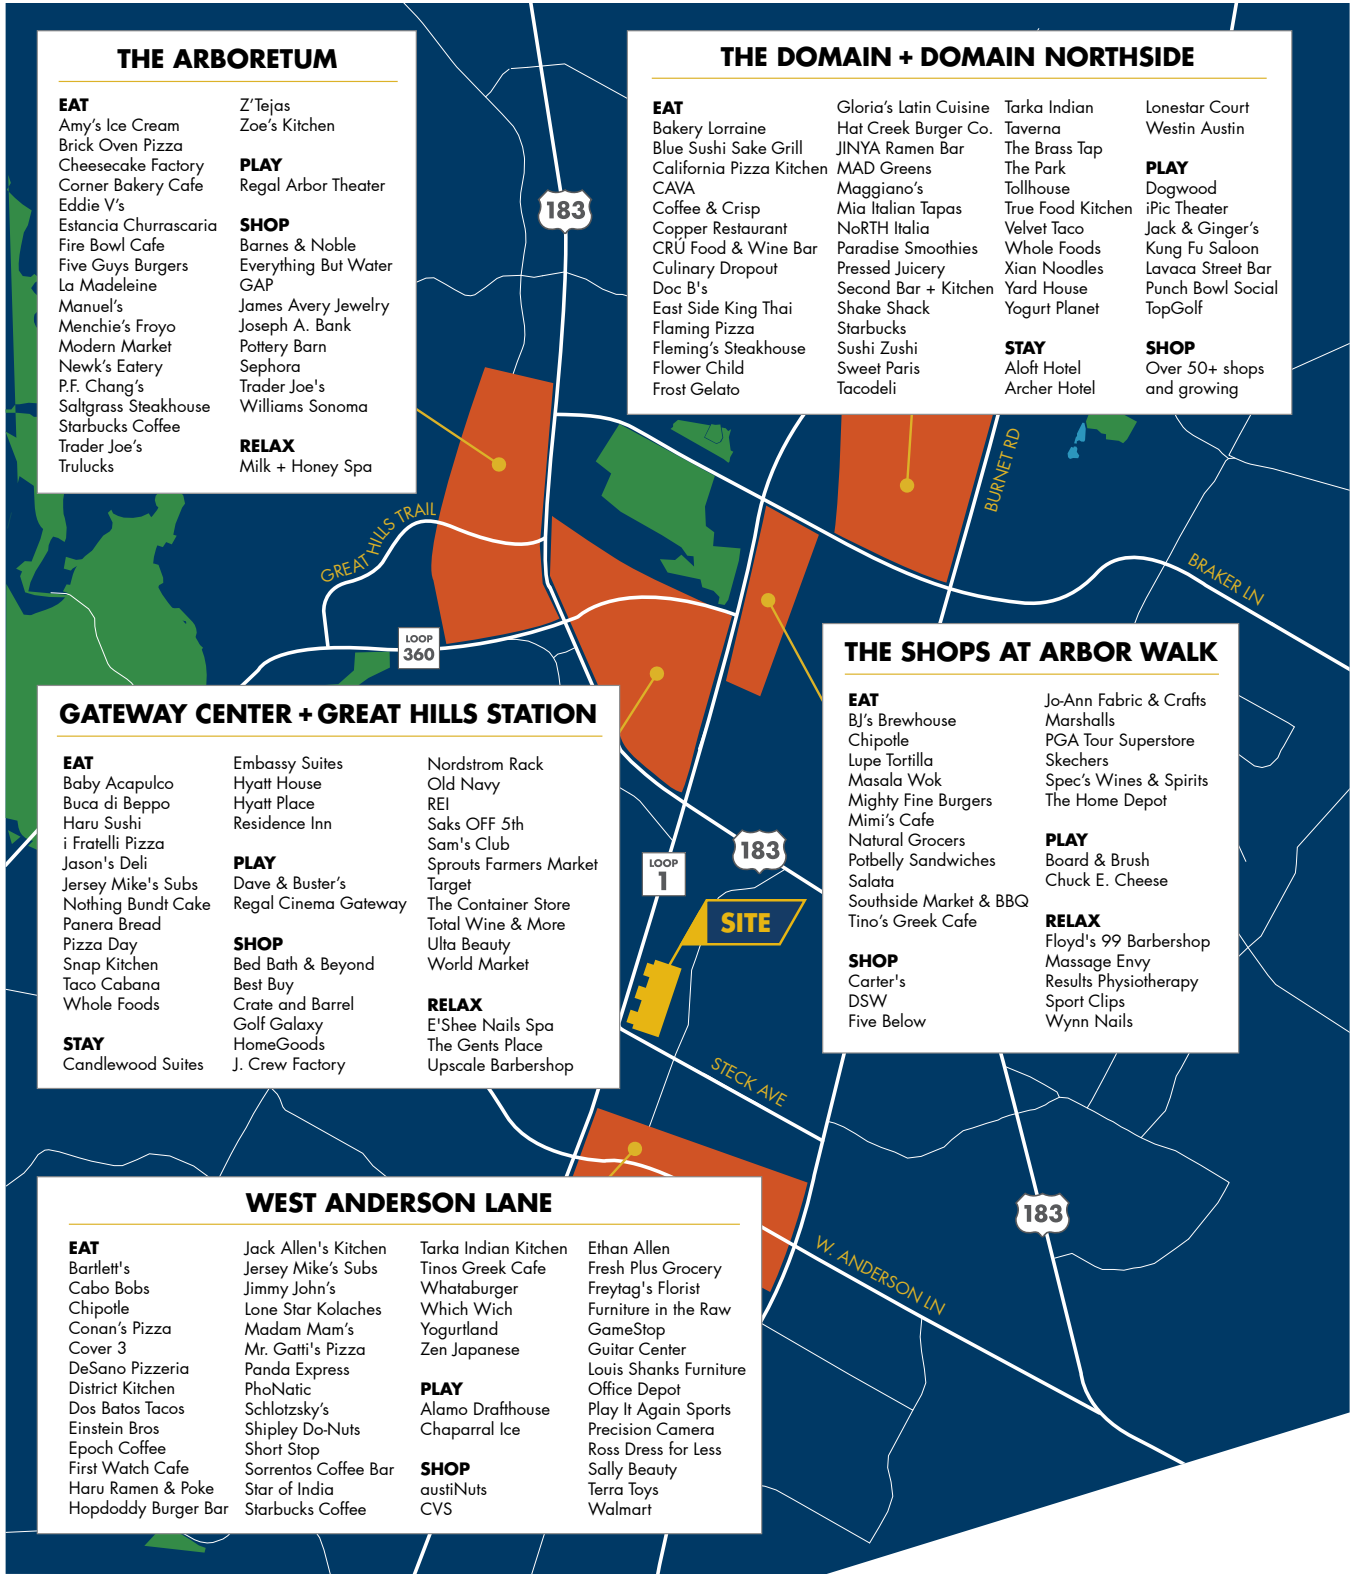 THE ARBORETUM
EAT
Amy's Ice Cream
Brick Oven Pizza
Cheesecake Factory
Corner Bakery Cafe
Eddie V's
Estancia Churrascaria
Fire Bowl Cafe
Five Guys Burgers
La Madeleine
Manuel's
Menchie's Froyo
Modern Market
Newk's Eatery
P.F. Chang's
Saltgrass Steakhouse
Starbucks Coffee
Trader Joe's
Trulucks
Z'Tejas
Zoe's Kitchen
PLAY
Regal Arbor Theater
SHOP
Barnes & Noble
Everything But Water
GAP
James Avery Jewelry
Joseph A. Bank
Pottery Barn
Sephora
Trader Joe's
Williams Sonoma
RELAX
Milk + Honey Spa
183
THE DOMAIN + DOMAIN NORTHSIDE
EAT
Bakery Lorraine
Blue Sushi Sake Grill
California Pizza Kitchen
CAVA
Coffee & Crisp
Copper Restaurant
CRÚ Food & Wine Bar
Culinary Dropout
Doc B's
East Side King Thai
Flaming Pizza
Fleming's Steakhouse
Flower Child
Frost Gelato
Gloria's Latin Cuisine
Hat Creek Burger Co.
JINYA Ramen Bar
MAD Greens
Maggiano's
Mia Italian Tapas
NoRTH Italia
Paradise Smoothies
Pressed Juicery
Second Bar + Kitchen
Shake Shack
Starbucks
Sushi Zushi
Sweet Paris
Tacodeli
Tarka Indian
Taverna
The Brass Tap
The Park
Tollhouse
True Food Kitchen
Velvet Taco
Whole Foods
Xian Noodles
Yard House
Yogurt Planet
STAY
Aloft Hotel
Archer Hotel
Lonestar Court
Westin Austin
PLAY
Dogwood
iPic Theater
Jack & Ginger's
Kung Fu Saloon
Lavaca Street Bar
Punch Bowl Social
TopGolf
SHOP
Over 50+ shops
and growing
BURNET RD
GREAT HILLS TRAIL
BRAKER LN
LOOP
360
THE SHOPS AT ARBOR WALK
EAT
BJ's Brewhouse
Chipotle
Lupe Tortilla
Masala Wok
Mighty Fine Burgers
Mimi's Cafe
Natural Grocers
Potbelly Sandwiches
Salata
Southside Market & BBQ
Tino's Greek Cafe
SHOP
Carter's
DSW
Five Below
Jo-Ann Fabric & Crafts
Marshalls
PGA Tour Superstore
Skechers
Spec's Wines & Spirits
The Home Depot
PLAY
Board & Brush
Chuck E. Cheese
RELAX
Floyd's 99 Barbershop
Massage Envy
Results Physiotherapy
Sport Clips
Wynn Nails
GATEWAY CENTER + GREAT HILLS STATION
EAT
Baby Acapulco
Buca di Beppo
Haru Sushi
i Fratelli Pizza
Jason's Deli
Jersey Mike's Subs
Nothing Bundt Cake
Panera Bread
Pizza Day
Snap Kitchen
Taco Cabana
Whole Foods
STAY
Candlewood Suites
Embassy Suites
Hyatt House
Hyatt Place
Residence Inn
PLAY
Dave & Buster's
Regal Cinema Gateway
SHOP
Bed Bath & Beyond
Best Buy
Crate and Barrel
Golf Galaxy
HomeGoods
J. Crew Factory
Nordstrom Rack
Old Navy
REI
Saks OFF 5th
Sam's Club
Sprouts Farmers Market
Target
The Container Store
Total Wine & More
Ulta Beauty
World Market
RELAX
E'Shee Nails Spa
The Gents Place
Upscale Barbershop
183
LOOP
1
SITE
STECK AVE
183
W. ANDERSON LN
WEST ANDERSON LANE
EAT
Bartlett's
Cabo Bobs
Chipotle
Conan's Pizza
Cover 3
DeSano Pizzeria
District Kitchen
Dos Batos Tacos
Einstein Bros
Epoch Coffee
First Watch Cafe
Haru Ramen & Poke
Hopdoddy Burger Bar
Jack Allen's Kitchen
Jersey Mike's Subs
Jimmy John's
Lone Star Kolaches
Madam Mam's
Mr. Gatti's Pizza
Panda Express
PhoNatic
Schlotzsky's
Shipley Do-Nuts
Short Stop
Sorrentos Coffee Bar
Star of India
Starbucks Coffee
Tarka Indian Kitchen
Tinos Greek Cafe
Whataburger
Which Wich
Yogurtland
Zen Japanese
PLAY
Alamo Drafthouse
Chaparral Ice
SHOP
austiNuts
CVS
Ethan Allen
Fresh Plus Grocery
Freytag's Florist
Furniture in the Raw
GameStop
Guitar Center
Louis Shanks Furniture
Office Depot
Play It Again Sports
Precision Camera
Ross Dress for Less
Sally Beauty
Terra Toys
Walmart